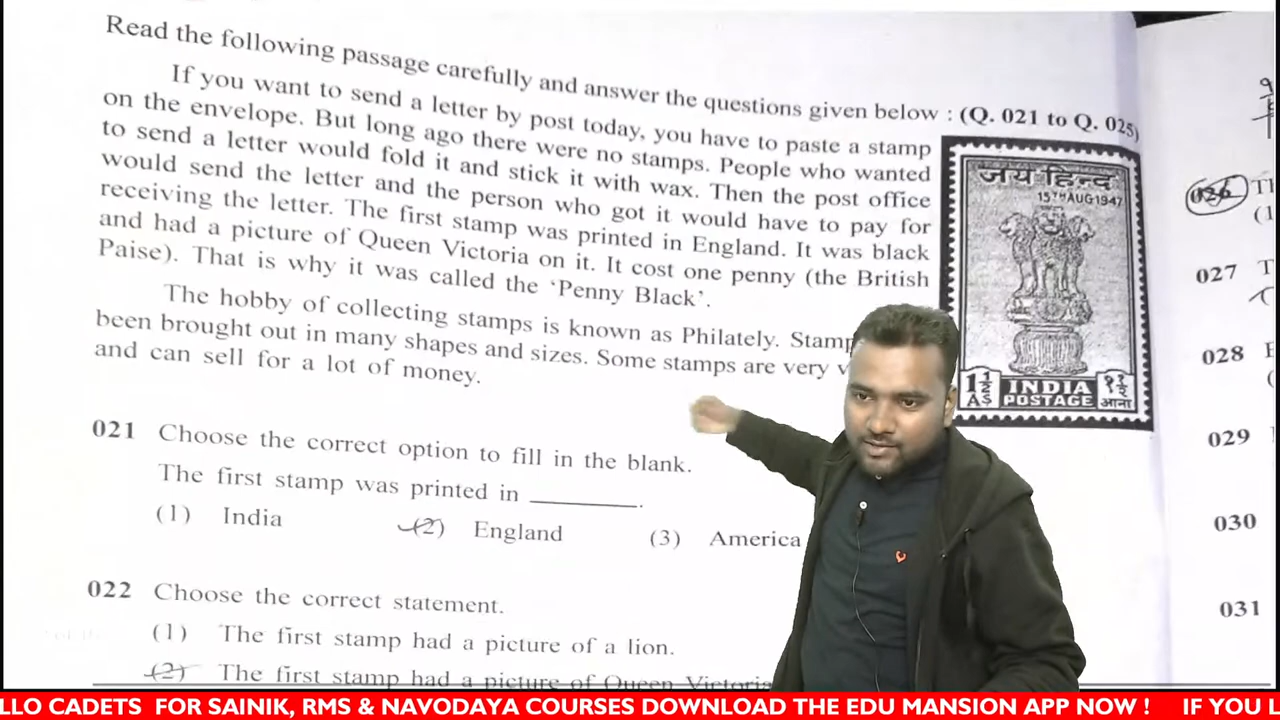 Read the following passage carefully and answer the questions given below : (Q. 021 to Q. 025)
If you want to send a letter by post today, you have to paste a stamp
on the envelope. But long ago there were no stamps. People who wanted
to send a letter would fold it and stick it with wax. Then the post office
would send the letter and the person who got it would have to pay for
receiving the letter. The first stamp was printed in England. It was black
and had a picture of Queen Victoria on it. It cost one penny (the British
Paise). That is why it was called the ‘Penny Black’.
The hobby of collecting stamps is known as Philately.
been brought out in many shapes and sizes. Some stamps are very
and can sell for a lot of money.
जय हिन्द
15TH AUG 1947
1½ AS
INDIA
POSTAGE
१½ आना
021 Choose the correct option to fill in the blank.
The first stamp was printed in ________.
(1) India (2) England (3) America
022 Choose the correct statement.
(1) The first stamp had a picture of a lion.
(2) The first stamp had a picture of Queen Victoria
026
027
028
029
030
031
LLO CADETS FOR SAINIK, RMS & NAVODAYA COURSES DOWNLOAD THE EDU MANSION APP NOW ! IF YOU